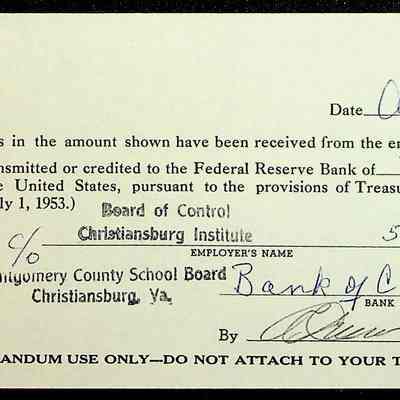 Date
s in the amount shown have been received from the en
nsmitted or credited to the Federal Reserve Bank of
e United States, pursuant to the provisions of Treasu
ly 1, 1953.)
Board of Control
Christiansburg Institute 5
c/o
EMPLOYER'S NAME
ntgomery County School Board Bank of C
Christiansburg, Va.
BANK
By
ANDUM USE ONLY—DO NOT ATTACH TO YOUR T